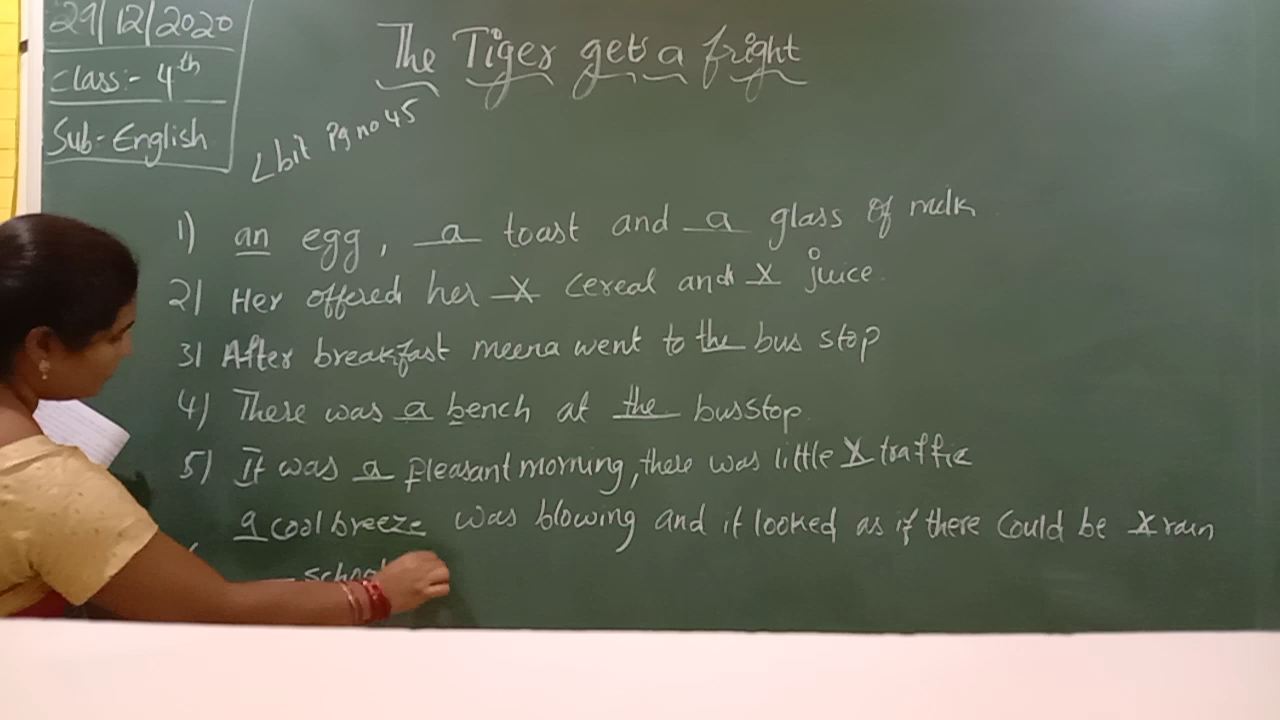 29/12/2020
Class:- 4th
Sub- English
The Tiger gets a fright
L bit Pg no 45
1) an egg, a toast and a glass of milk
2) Her offered her X cereal and X juice.
3) After breakfast meena went to the bus stop
4) There was a bench at the busstop.
5) It was a pleasant morning, there was little X traffic
a cool breeze was blowing and it looked as if there could be X rain